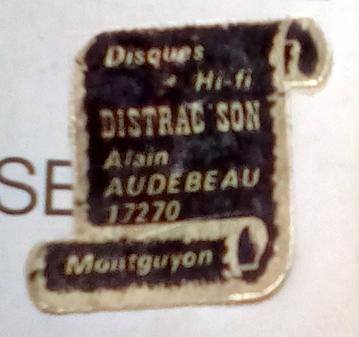 Disques
Hi-fi
DISTRAC'SON
Alain
AUDEBEAU
17270
Montguyon
SE